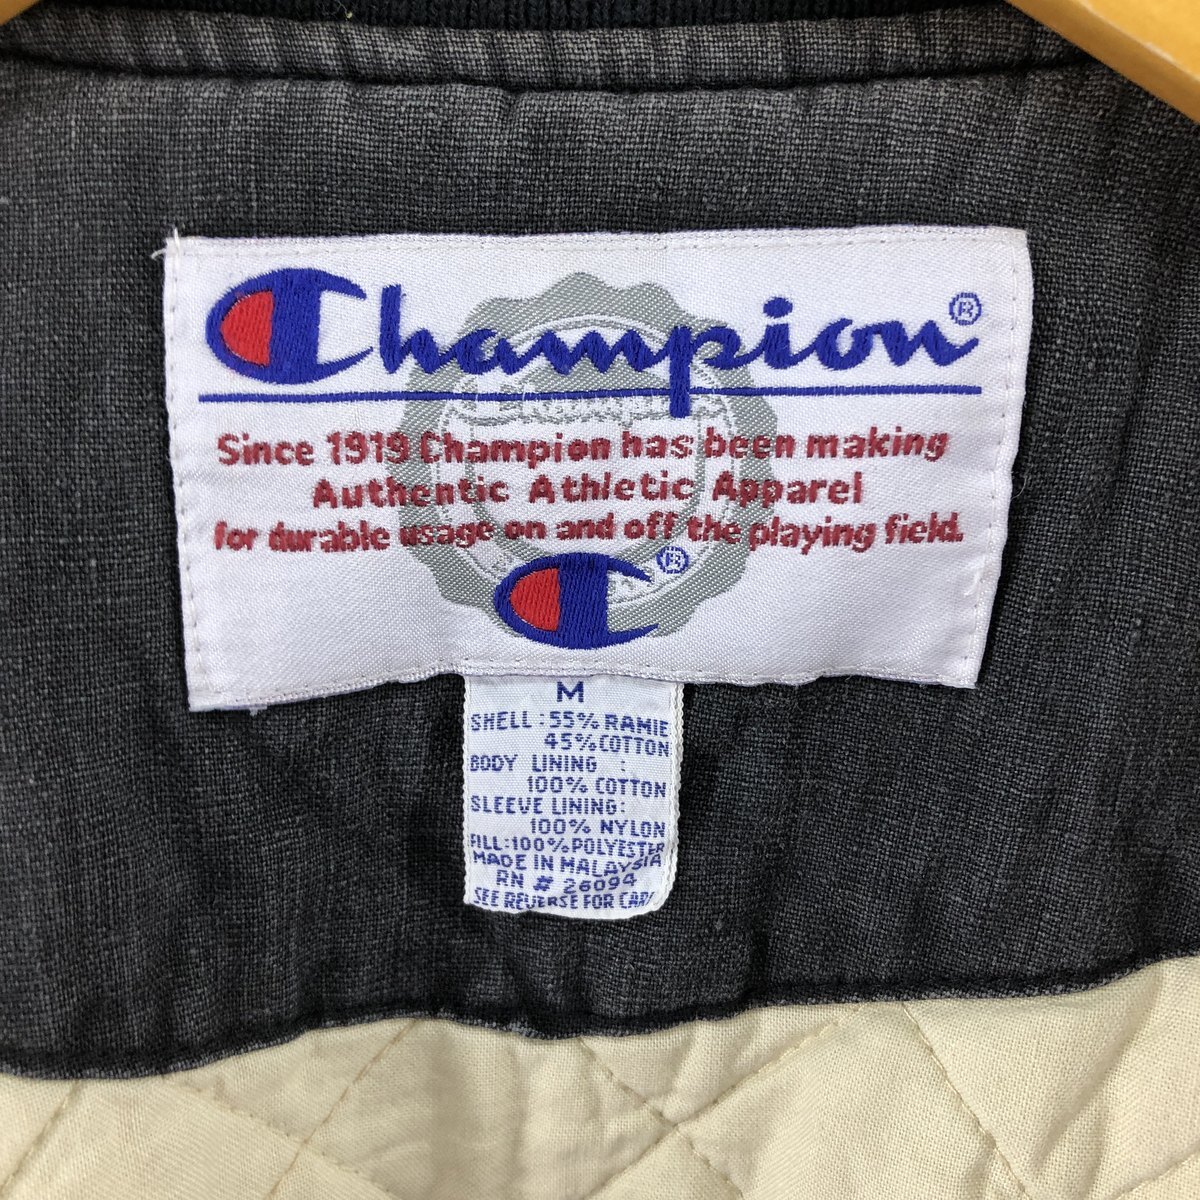 Champion®
Since 1919 Champion has been making
Authentic Athletic Apparel
for durable usage on and off the playing field.
®
M
SHELL : 55% RAMIE
45% COTTON
BODY LINING :
100% COTTON
SLEEVE LINING:
100% NYLON
FILL: 100% POLYESTER
MADE IN MALAYSIA
RN # 26094
SEE REVERSE FOR CARE